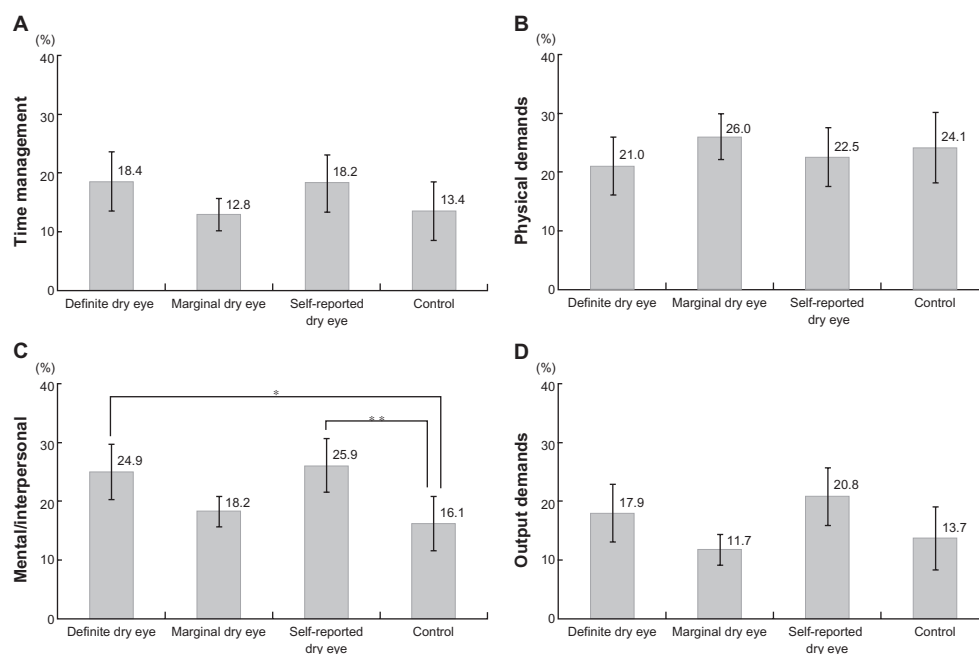 A
(%)
40
30
20
10
0
Time management
18.4
12.8
18.2
13.4
Definite dry eye
Marginal dry eye
Self-reported
dry eye
Control
B
(%)
40
30
20
10
0
Physical demands
21.0
26.0
22.5
24.1
Definite dry eye
Marginal dry eye
Self-reported
dry eye
Control
C
(%)
40
30
20
10
0
Mental/interpersonal
*
**
24.9
18.2
25.9
16.1
Definite dry eye
Marginal dry eye
Self-reported
dry eye
Control
D
(%)
40
30
20
10
0
Output demands
17.9
11.7
20.8
13.7
Definite dry eye
Marginal dry eye
Self-reported
dry eye
Control